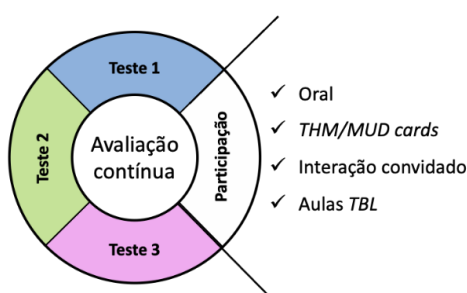 Teste 1
Teste 2
Avaliação
contínua
Participação
Teste 3
✓ Oral
✓ THM/MUD cards
✓ Interação convidado
✓ Aulas TBL